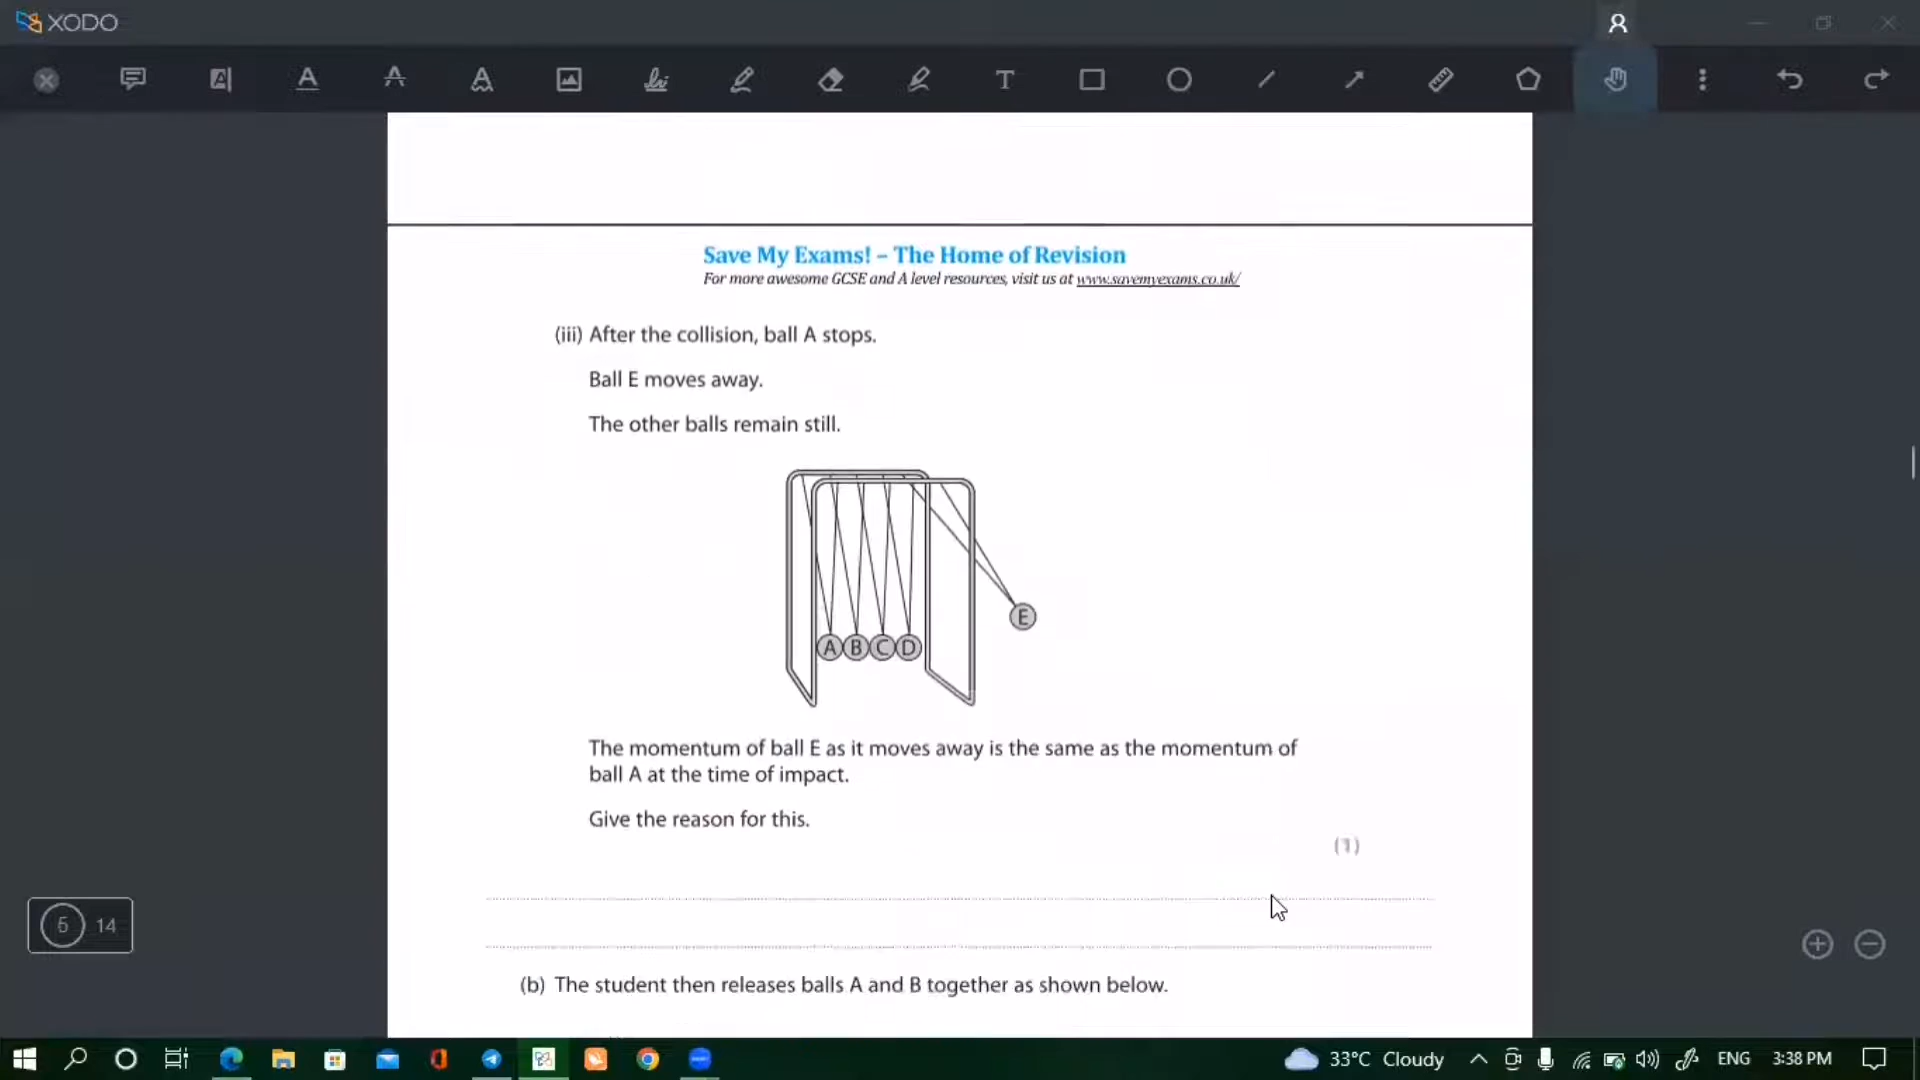 XODO
Save My Exams! – The Home of Revision
For more awesome GCSE and A level resources, visit us at www.savemyexams.co.uk/
(iii) After the collision, ball A stops.
Ball E moves away.
The other balls remain still.
E
A B C D
The momentum of ball E as it moves away is the same as the momentum of
ball A at the time of impact.
Give the reason for this.
(1)
5 14
(b) The student then releases balls A and B together as shown below.
33°C Cloudy ENG 3:38 PM